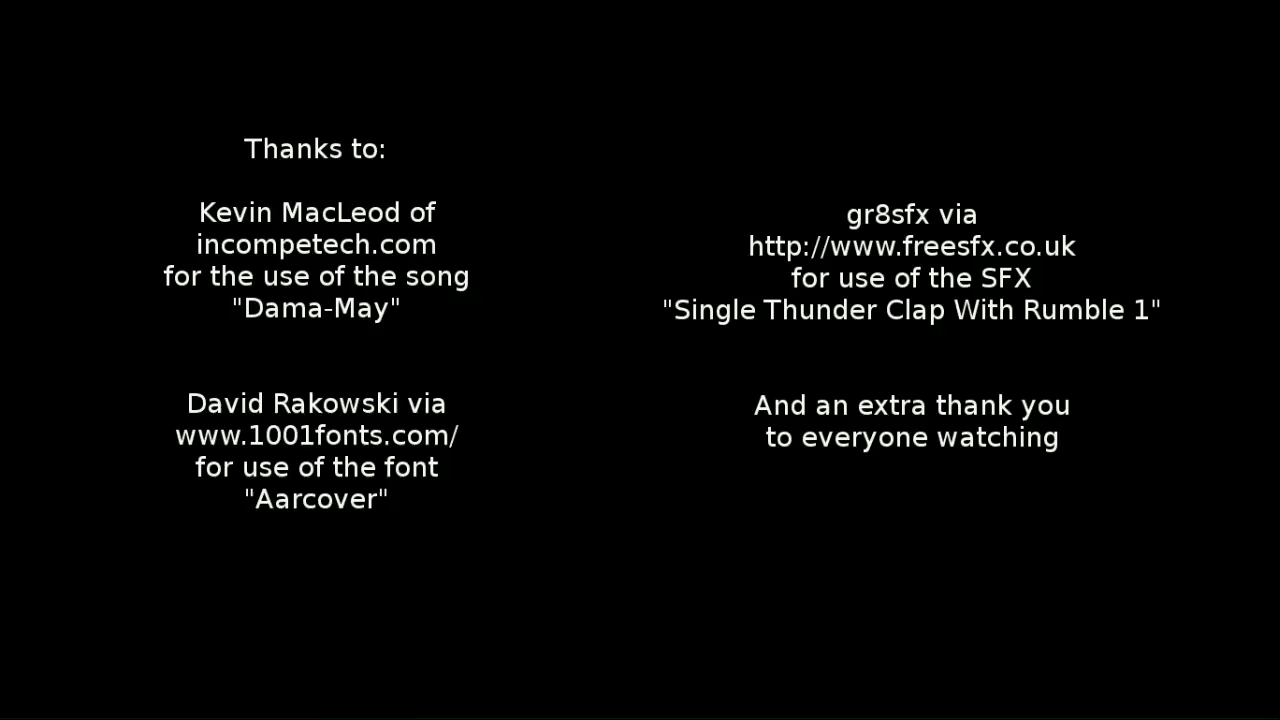 Thanks to:
Kevin MacLeod of
incompetech.com
for the use of the song
"Dama-May"
David Rakowski via
www.1001fonts.com/
for use of the font
"Aarcover"
gr8sfx via
http://www.freesfx.co.uk
for use of the SFX
"Single Thunder Clap With Rumble 1"
And an extra thank you
to everyone watching